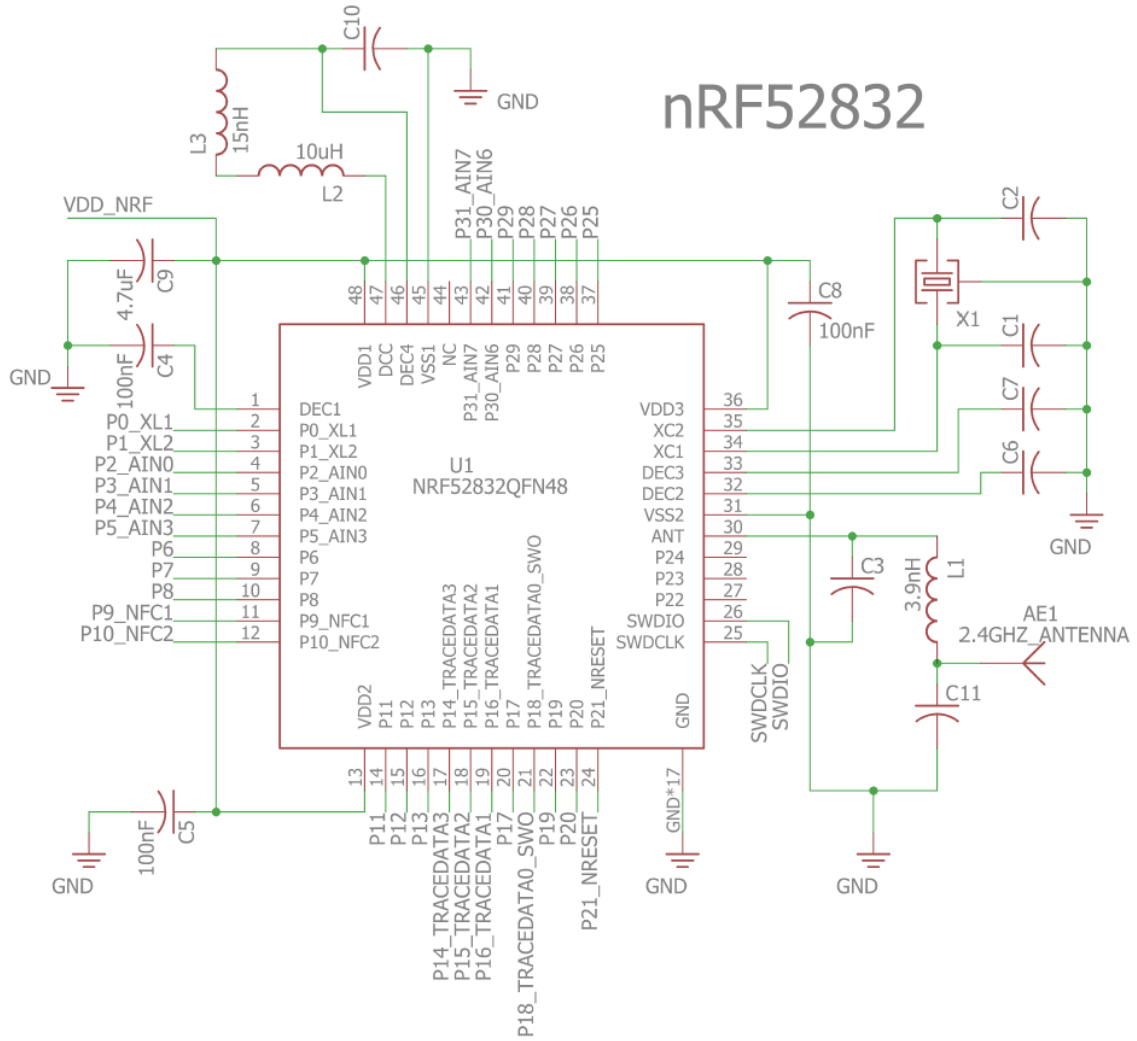 nRF52832
C10
GND
L3
15nH
10uH
L2
VDD_NRF
4.7uF
C9
GND
100nF
C4
P31_AIN7
P30_AIN6
P29
P28
P27
P26
P25
48
47
46
45
44
43
42
41
40
39
38
37
VDD1
DCC
DEC4
VSS1
NC
P31_AIN7
P30_AIN6
P29
P28
P27
P26
P25
C8
100nF
C2
X1
C1
C7
C6
GND
1 DEC1
P0_XL1 2 P0_XL1
P1_XL2 3 P1_XL2
P2_AIN0 4 P2_AIN0
P3_AIN1 5 P3_AIN1
P4_AIN2 6 P4_AIN2
P5_AIN3 7 P5_AIN3
P6 8 P6
P7 9 P7
P8 10 P8
P9_NFC1 11 P9_NFC1
P10_NFC2 12 P10_NFC2
U1
NRF52832QFN48
VDD3 36
XC2 35
XC1 34
DEC3 33
DEC2 32
VSS2 31
ANT 30
P24 29
P23 28
P22 27
SWDIO 26
SWDCLK 25
SWDCLK
SWDIO
C3
3.9nH
L1
AE1
2.4GHZ_ANTENNA
C11
VDD2
P11
P12
P13
P14_TRACEDATA3
P15_TRACEDATA2
P16_TRACEDATA1
P17
P18_TRACEDATA0_SWO
P19
P20
P21_NRESET
GND
13
14
15
16
17
18
19
20
21
22
23
24
GND*17
100nF
C5
GND
P11
P12
P13
P14_TRACEDATA3
P15_TRACEDATA2
P16_TRACEDATA1
P17
P18_TRACEDATA0_SWO
P19
P20
P21_NRESET
GND
GND